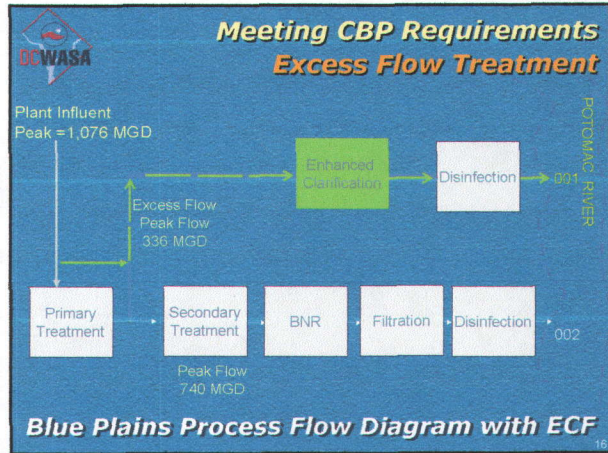 DCWASA
Meeting CBP Requirements
Excess Flow Treatment
Plant Influent
Peak =1,076 MGD
Enhanced
Clarification
Disinfection
001
POTOMAC RIVER
Excess Flow
Peak Flow
336 MGD
Primary
Treatment
Secondary
Treatment
BNR
Filtration
Disinfection
002
Peak Flow
740 MGD
Blue Plains Process Flow Diagram with ECF
16